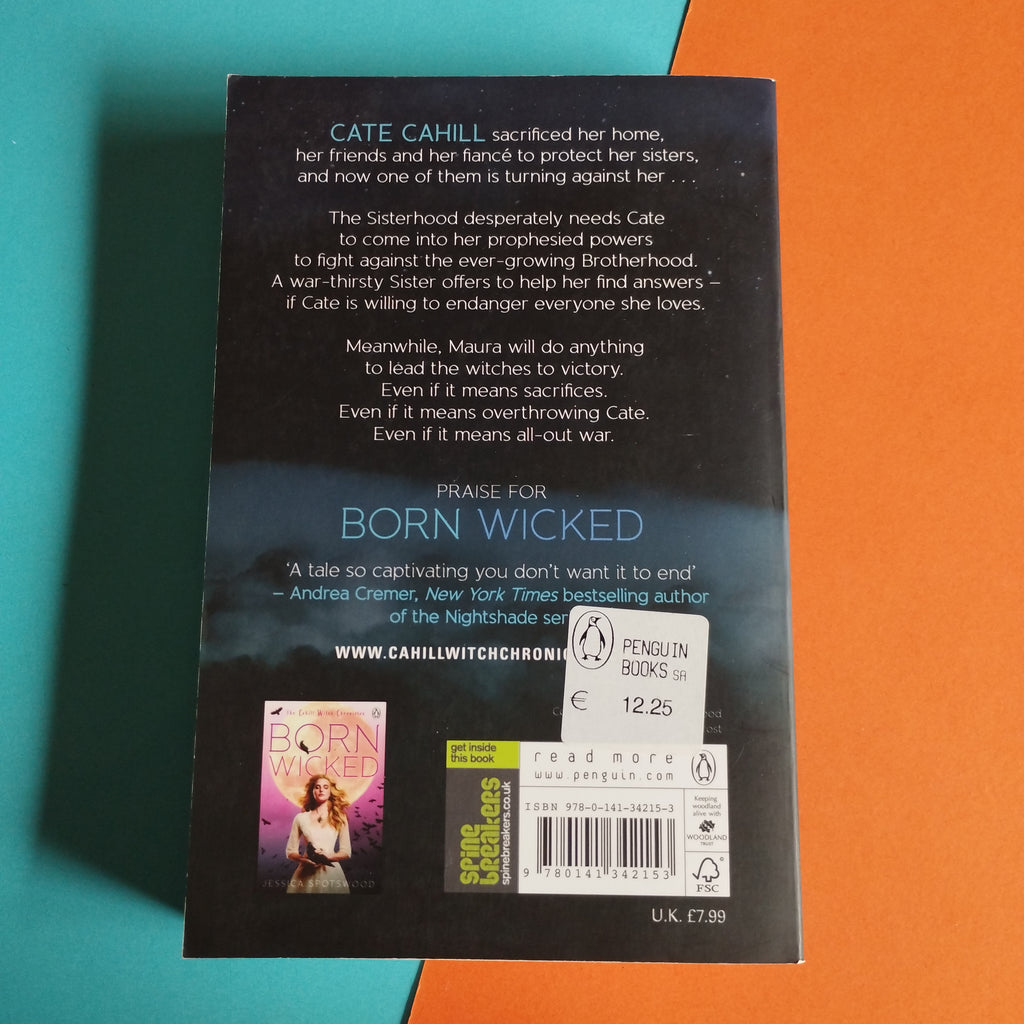 CATE CAHILL sacrificed her home,
her friends and her fiancé to protect her sisters,
and now one of them is turning against her . . .
The Sisterhood desperately needs Cate
to come into her prophesied powers
to fight against the ever-growing Brotherhood.
A war-thirsty Sister offers to help her find answers –
if Cate is willing to endanger everyone she loves.
Meanwhile, Maura will do anything
to lead the witches to victory.
Even if it means sacrifices.
Even if it means overthrowing Cate.
Even if it means all-out war.
PRAISE FOR
BORN WICKED
‘A tale so captivating you don’t want it to end’
– Andrea Cremer, New York Times bestselling author
of the Nightshade ser
WWW.CAHILLWITCHCHRONIC
PENGUIN
BOOKS SA
€ 12.25
The Cahill Witch Chronicles
BORN
WICKED
JESSICA SPOTSWOOD
get inside
this book
spine
breakers
spinebreakers.co.uk
read more
www.penguin.com
ISBN 978-0-141-34215-3
9 780141 342153
Keeping
woodland
alive with
WOODLAND
TRUST
FSC
U.K. £7.99